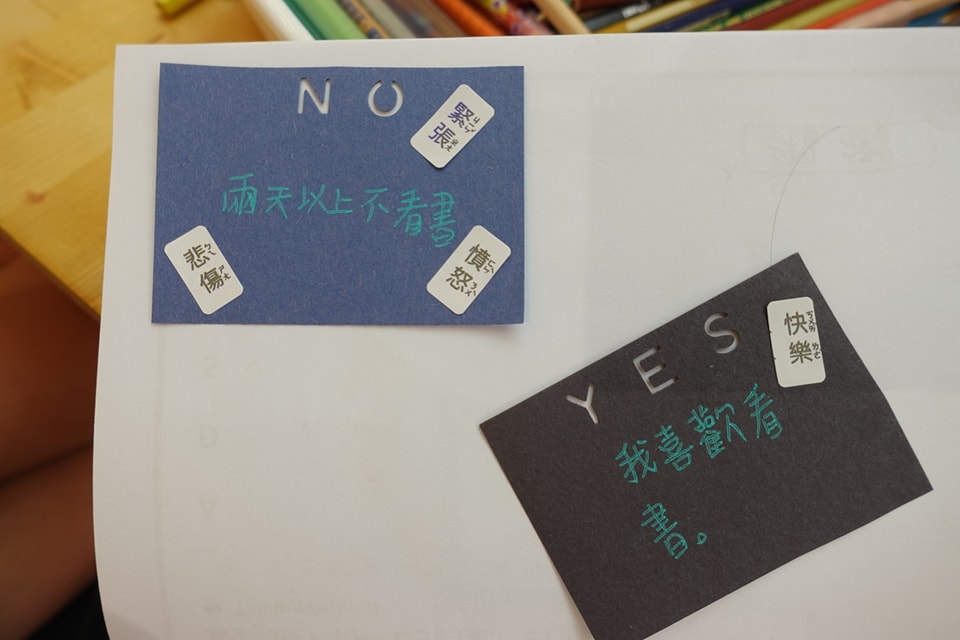 NO
緊張
兩天以上不看書
悲傷
憤怒
YES
快樂
我喜歡看
書。